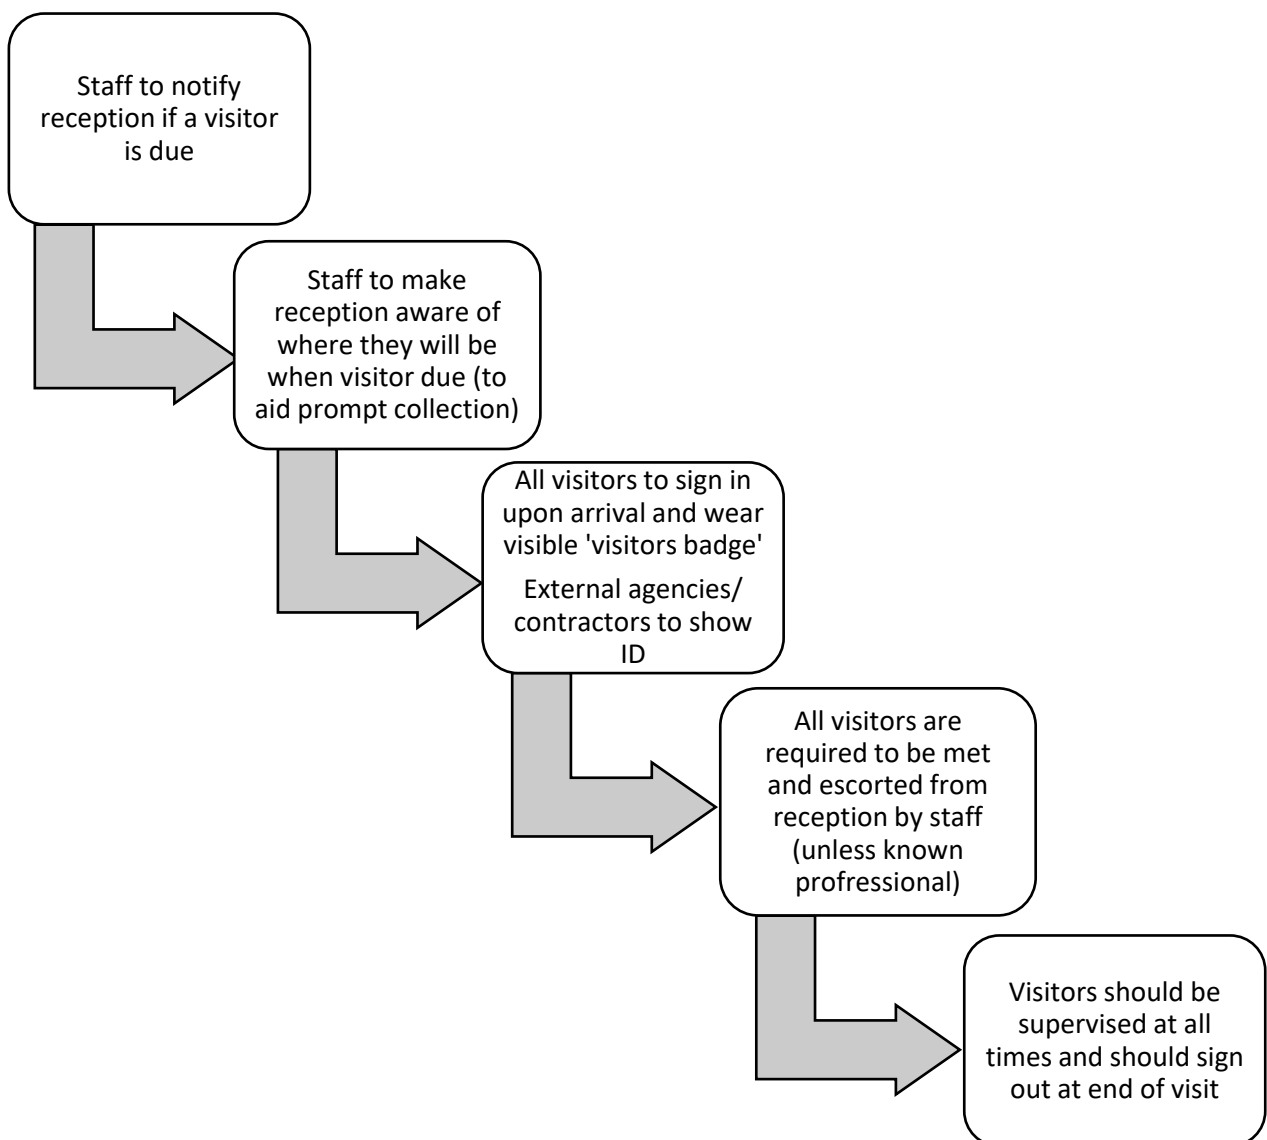 Staff to notify
reception if a visitor
is due
Staff to make
reception aware of
where they will be
when visitor due (to
aid prompt collection)
All visitors to sign in
upon arrival and wear
visible 'visitors badge'
External agencies/
contractors to show
ID
All visitors are
required to be met
and escorted from
reception by staff
(unless known
profressional)
Visitors should be
supervised at all
times and should sign
out at end of visit